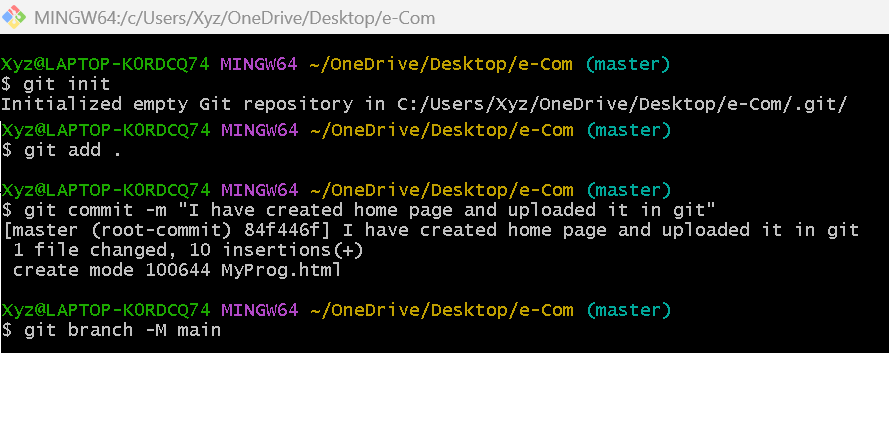 MINGW64:/c/Users/Xyz/OneDrive/Desktop/e-Com
Xyz@LAPTOP-K0RDCQ74 MINGW64 ~/OneDrive/Desktop/e-Com (master)
$ git init
Initialized empty Git repository in C:/Users/Xyz/OneDrive/Desktop/e-Com/.git/
Xyz@LAPTOP-K0RDCQ74 MINGW64 ~/OneDrive/Desktop/e-Com (master)
$ git add .
Xyz@LAPTOP-K0RDCQ74 MINGW64 ~/OneDrive/Desktop/e-Com (master)
$ git commit -m "I have created home page and uploaded it in git"
[master (root-commit) 84f446f] I have created home page and uploaded it in git
1 file changed, 10 insertions(+)
create mode 100644 MyProg.html
Xyz@LAPTOP-K0RDCQ74 MINGW64 ~/OneDrive/Desktop/e-Com (master)
$ git branch -M main